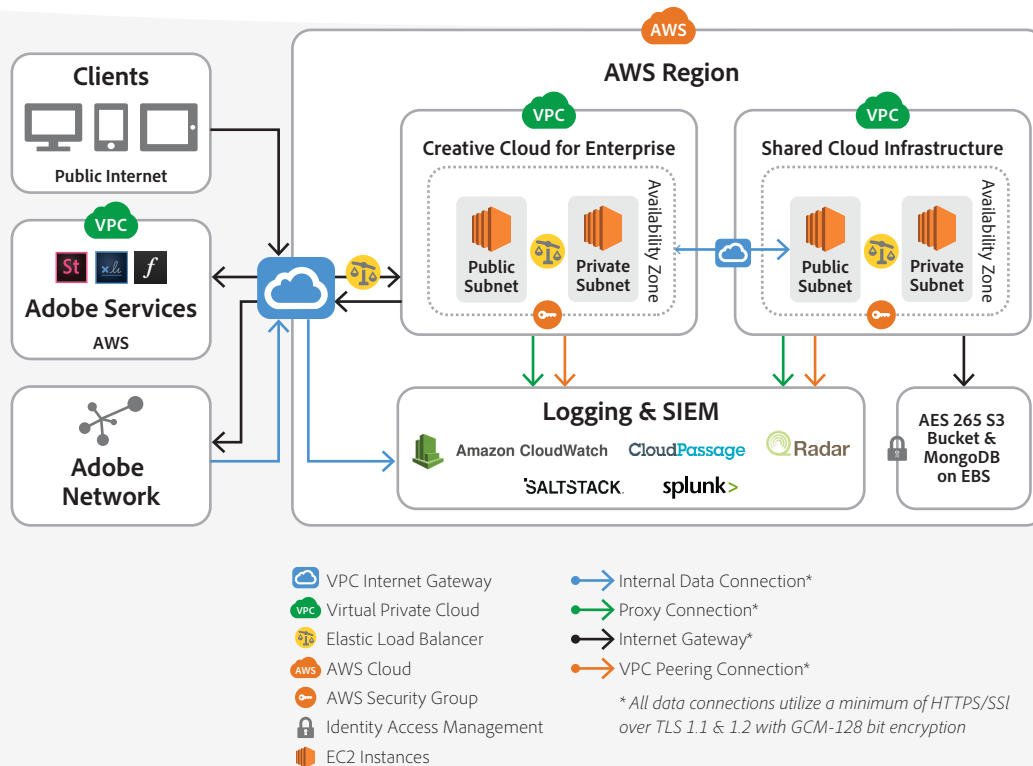 AWS
AWS Region
Clients
Public Internet
VPC
Creative Cloud for Enterprise
Availability Zone
Public
Subnet
Private
Subnet
VPC
Shared Cloud Infrastructure
Availability Zone
Public
Subnet
Private
Subnet
VPC
St
x.li
f
Adobe Services
AWS
Adobe
Network
Logging & SIEM
Amazon CloudWatch
CloudPassage
QRadar
SALTSTACK.
splunk>
AES 265 S3
Bucket &
MongoDB
on EBS
VPC Internet Gateway
VPC Virtual Private Cloud
Elastic Load Balancer
AWS AWS Cloud
AWS Security Group
Identity Access Management
EC2 Instances
Internal Data Connection*
Proxy Connection*
Internet Gateway*
VPC Peering Connection*
* All data connections utilize a minimum of HTTPS/SSl
over TLS 1.1 & 1.2 with GCM-128 bit encryption